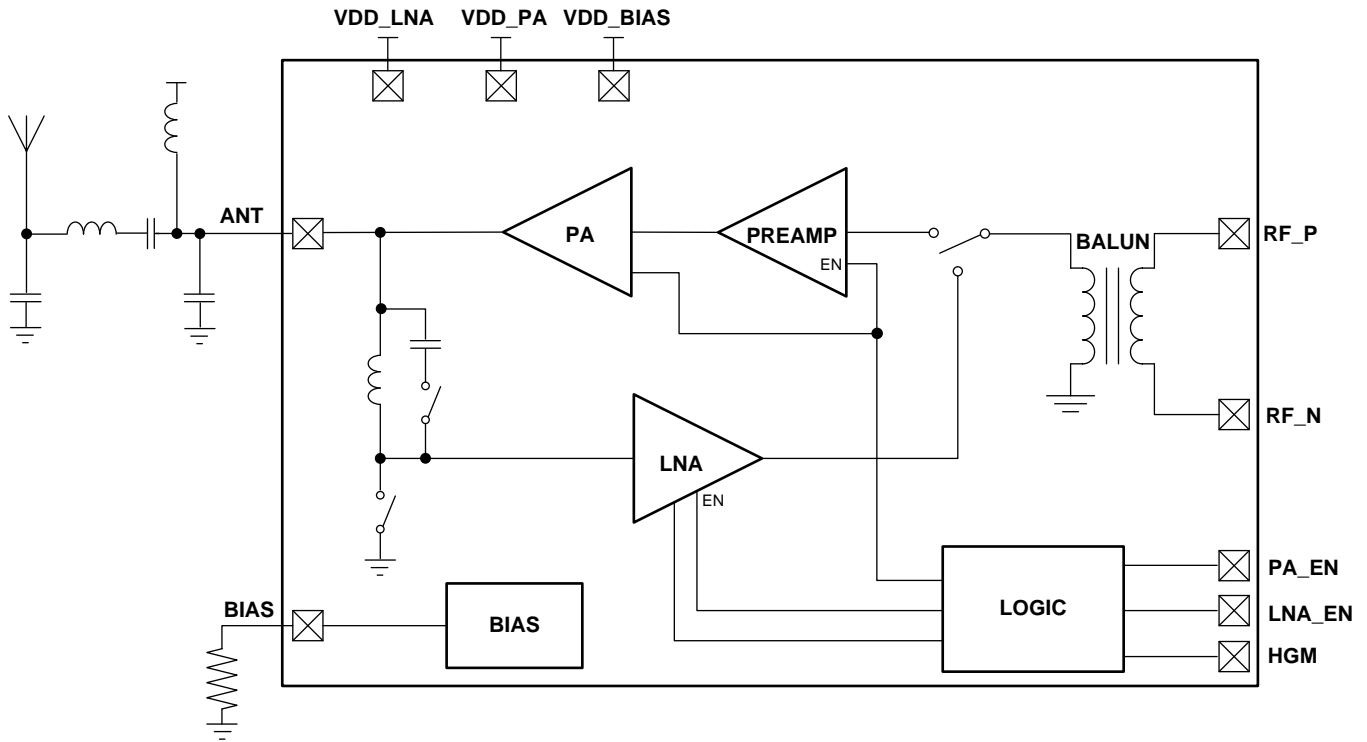 VDD_LNA VDD_PA VDD_BIAS
ANT
PA
PREAMP
EN
BALUN
RF_P
RF_N
LNA
EN
LOGIC
PA_EN
LNA_EN
HGM
BIAS
BIAS